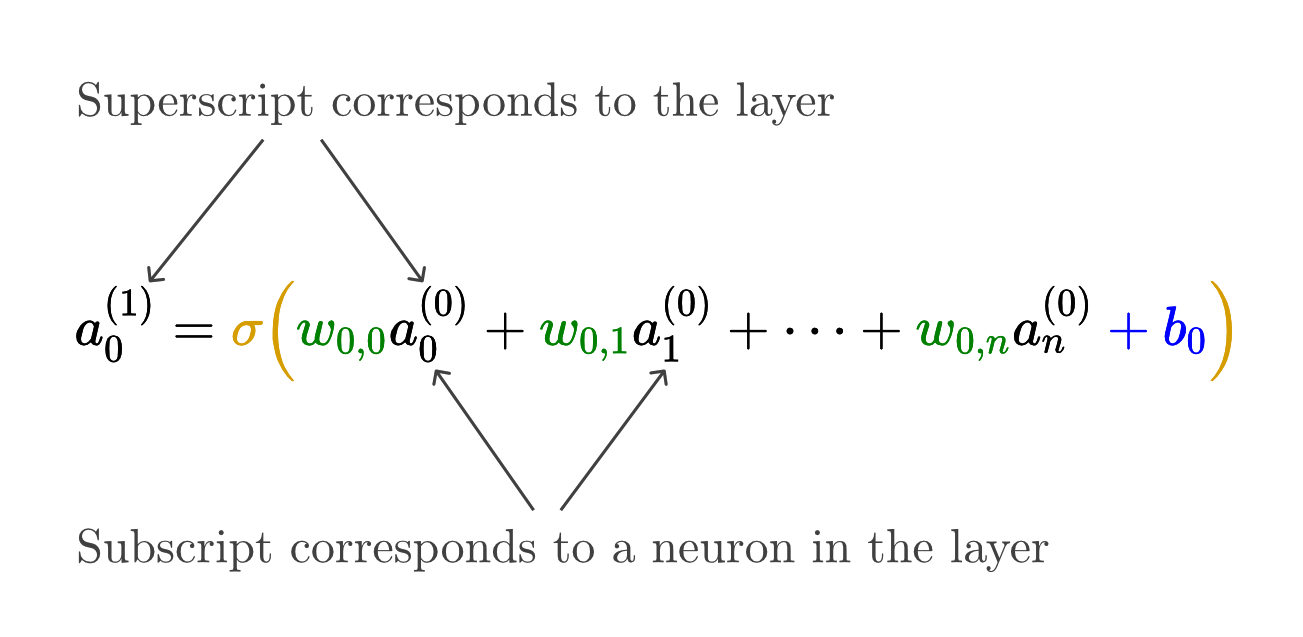 Superscript corresponds to the layer
a_0^{(1)} = σ(w_{0,0}a_0^{(0)} + w_{0,1}a_1^{(0)} + ⋯ + w_{0,n}a_n^{(0)} + b_0)
Subscript corresponds to a neuron in the layer